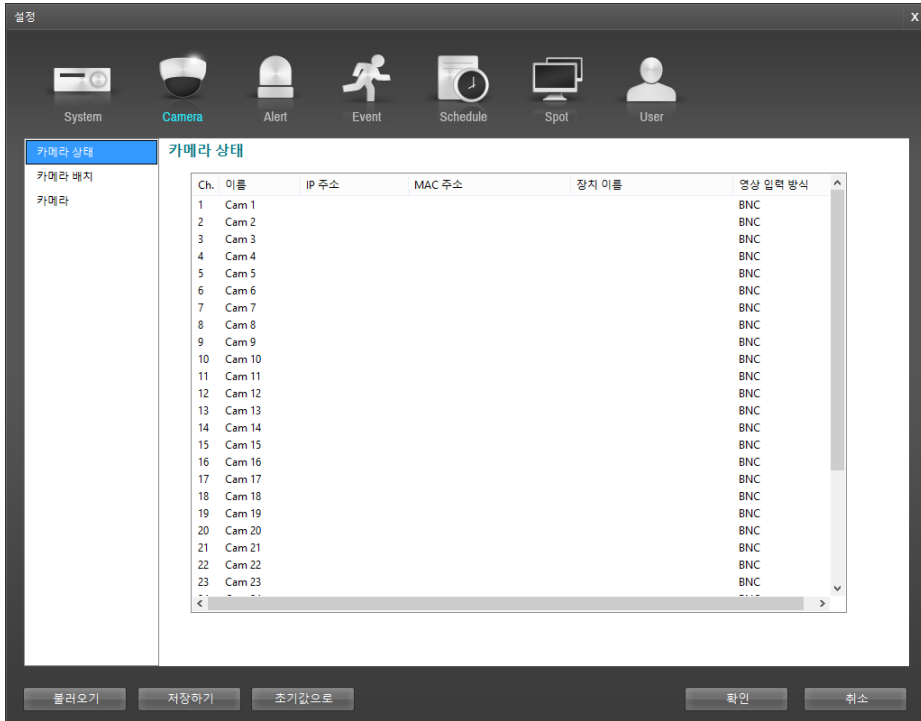 설정 X
System Camera Alert Event Schedule Spot User
카메라 상태
카메라 배치
카메라
카메라 상태
Ch. 이름 IP 주소 MAC 주소 장치 이름 영상 입력 방식
1 Cam 1 BNC
2 Cam 2 BNC
3 Cam 3 BNC
4 Cam 4 BNC
5 Cam 5 BNC
6 Cam 6 BNC
7 Cam 7 BNC
8 Cam 8 BNC
9 Cam 9 BNC
10 Cam 10 BNC
11 Cam 11 BNC
12 Cam 12 BNC
13 Cam 13 BNC
14 Cam 14 BNC
15 Cam 15 BNC
16 Cam 16 BNC
17 Cam 17 BNC
18 Cam 18 BNC
19 Cam 19 BNC
20 Cam 20 BNC
21 Cam 21 BNC
22 Cam 22 BNC
23 Cam 23 BNC
불러오기 저장하기 초기값으로 확인 취소